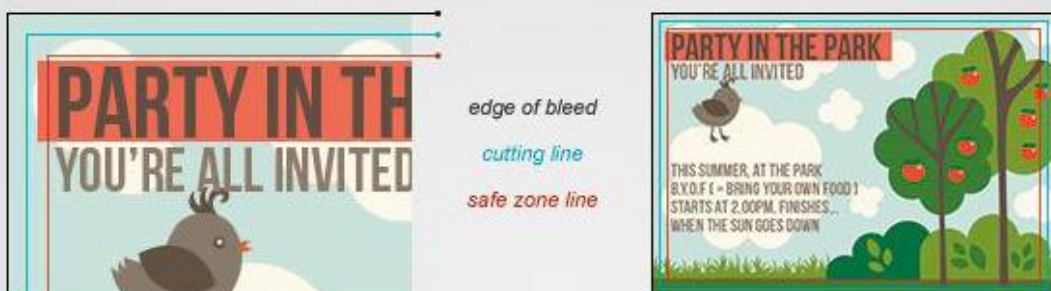 PARTY IN TH
YOU'RE ALL INVITED
edge of bleed
cutting line
safe zone line
PARTY IN THE PARK
YOU'RE ALL INVITED
THIS SUMMER, AT THE PARK
B.Y.O.F ( = BRING YOUR OWN FOOD )
STARTS AT 2.00PM, FINISHES...
WHEN THE SUN GOES DOWN